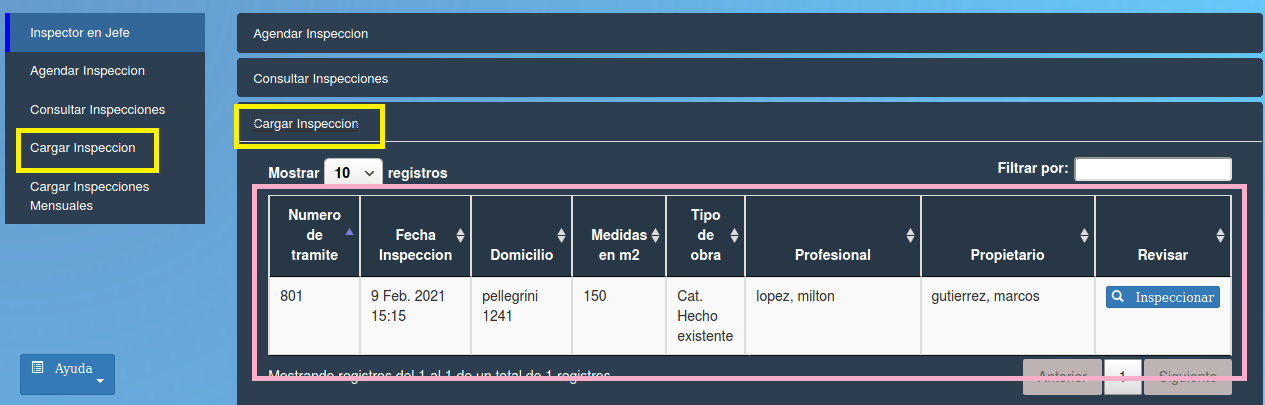 Inspector en Jefe
Agendar Inspeccion
Consultar Inspecciones
Cargar Inspeccion
Cargar Inspecciones
Mensuales
Ayuda
Agendar Inspeccion
Consultar Inspecciones
Cargar Inspeccion
Mostrar 10 registros
Filtrar por:
Numero
de
tramite
Fecha
Inspeccion
Domicilio
Medidas
en m2
Tipo
de
obra
Profesional
Propietario
Revisar
801
9 Feb. 2021
15:15
pellegrini
1241
150
Cat.
Hecho
existente
lopez, milton
gutierrez, marcos
Inspeccionar
Mostrando registros del 1 al 1 de un total de 1 registros
Anterior 1 Siguiente